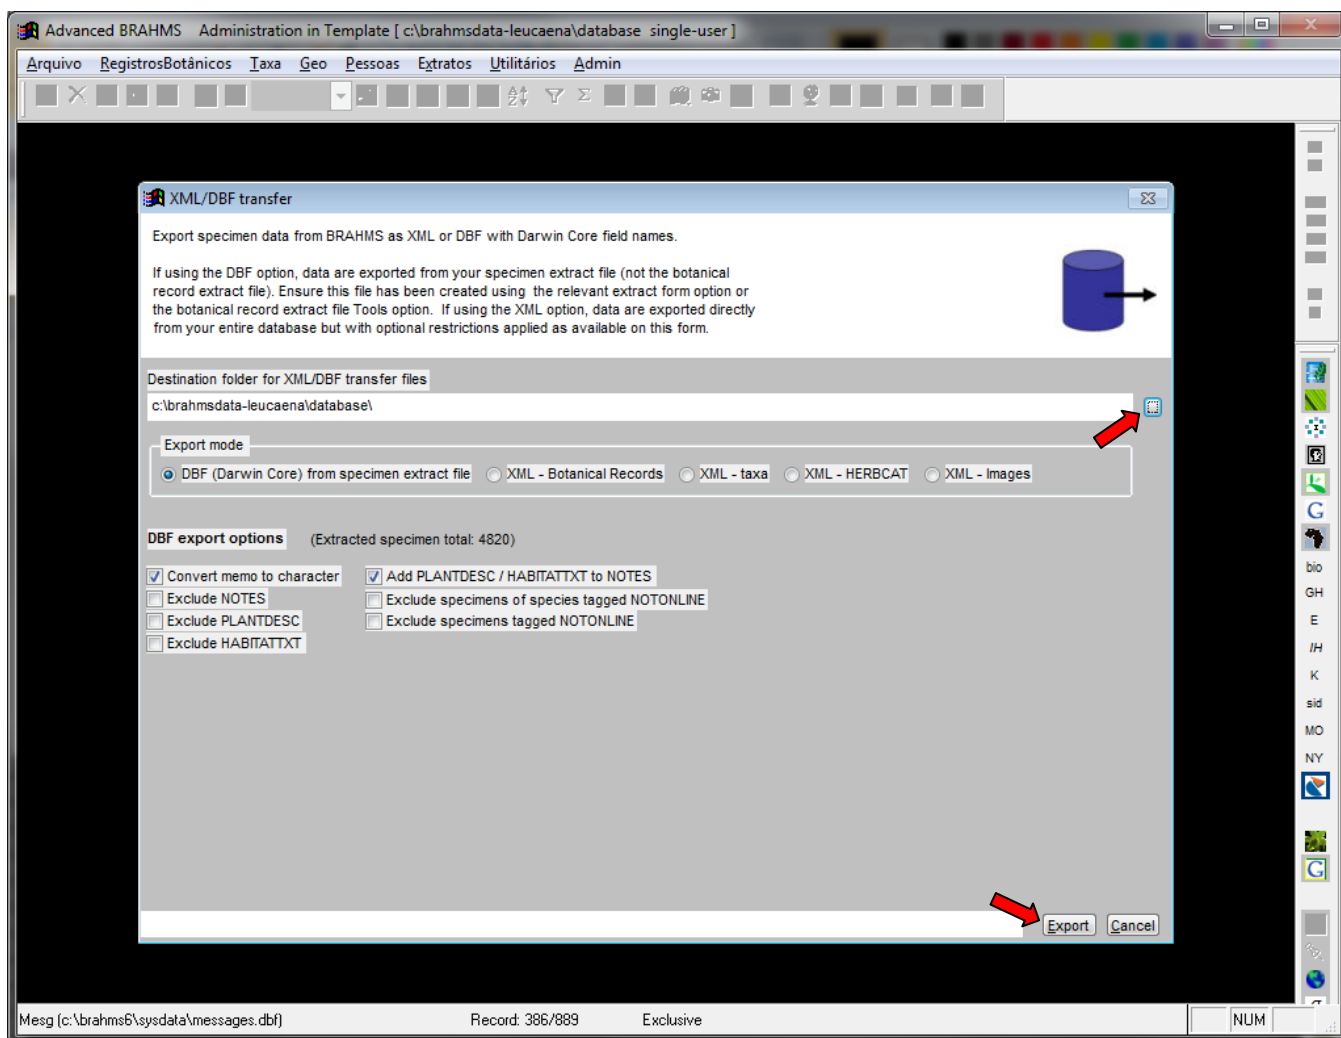 Advanced BRAHMS Administration in Template [ c:\brahmsdata-leucaena\database single-user ]
Arquivo RegistrosBotânicos Taxa Geo Pessoas Extratos Utilitários Admin
XML/DBF transfer
Export specimen data from BRAHMS as XML or DBF with Darwin Core field names.
If using the DBF option, data are exported from your specimen extract file (not the botanical
record extract file). Ensure this file has been created using the relevant extract form option or
the botanical record extract file Tools option. If using the XML option, data are exported directly
from your entire database but with optional restrictions applied as available on this form.
Destination folder for XML/DBF transfer files
c:\brahmsdata-leucaena\database\
Export mode
DBF (Darwin Core) from specimen extract file XML - Botanical Records XML - taxa XML - HERBCAT XML - Images
DBF export options (Extracted specimen total: 4820)
Convert memo to character Add PLANTDESC / HABITATTXT to NOTES
Exclude NOTES Exclude specimens of species tagged NOTONLINE
Exclude PLANTDESC Exclude specimens tagged NOTONLINE
Exclude HABITATTXT
Export Cancel
G
bio
GH
E
IH
K
sid
MO
NY
G
Mesg (c:\brahms6\sysdata\messages.dbf) Record: 386/889 Exclusive NUM